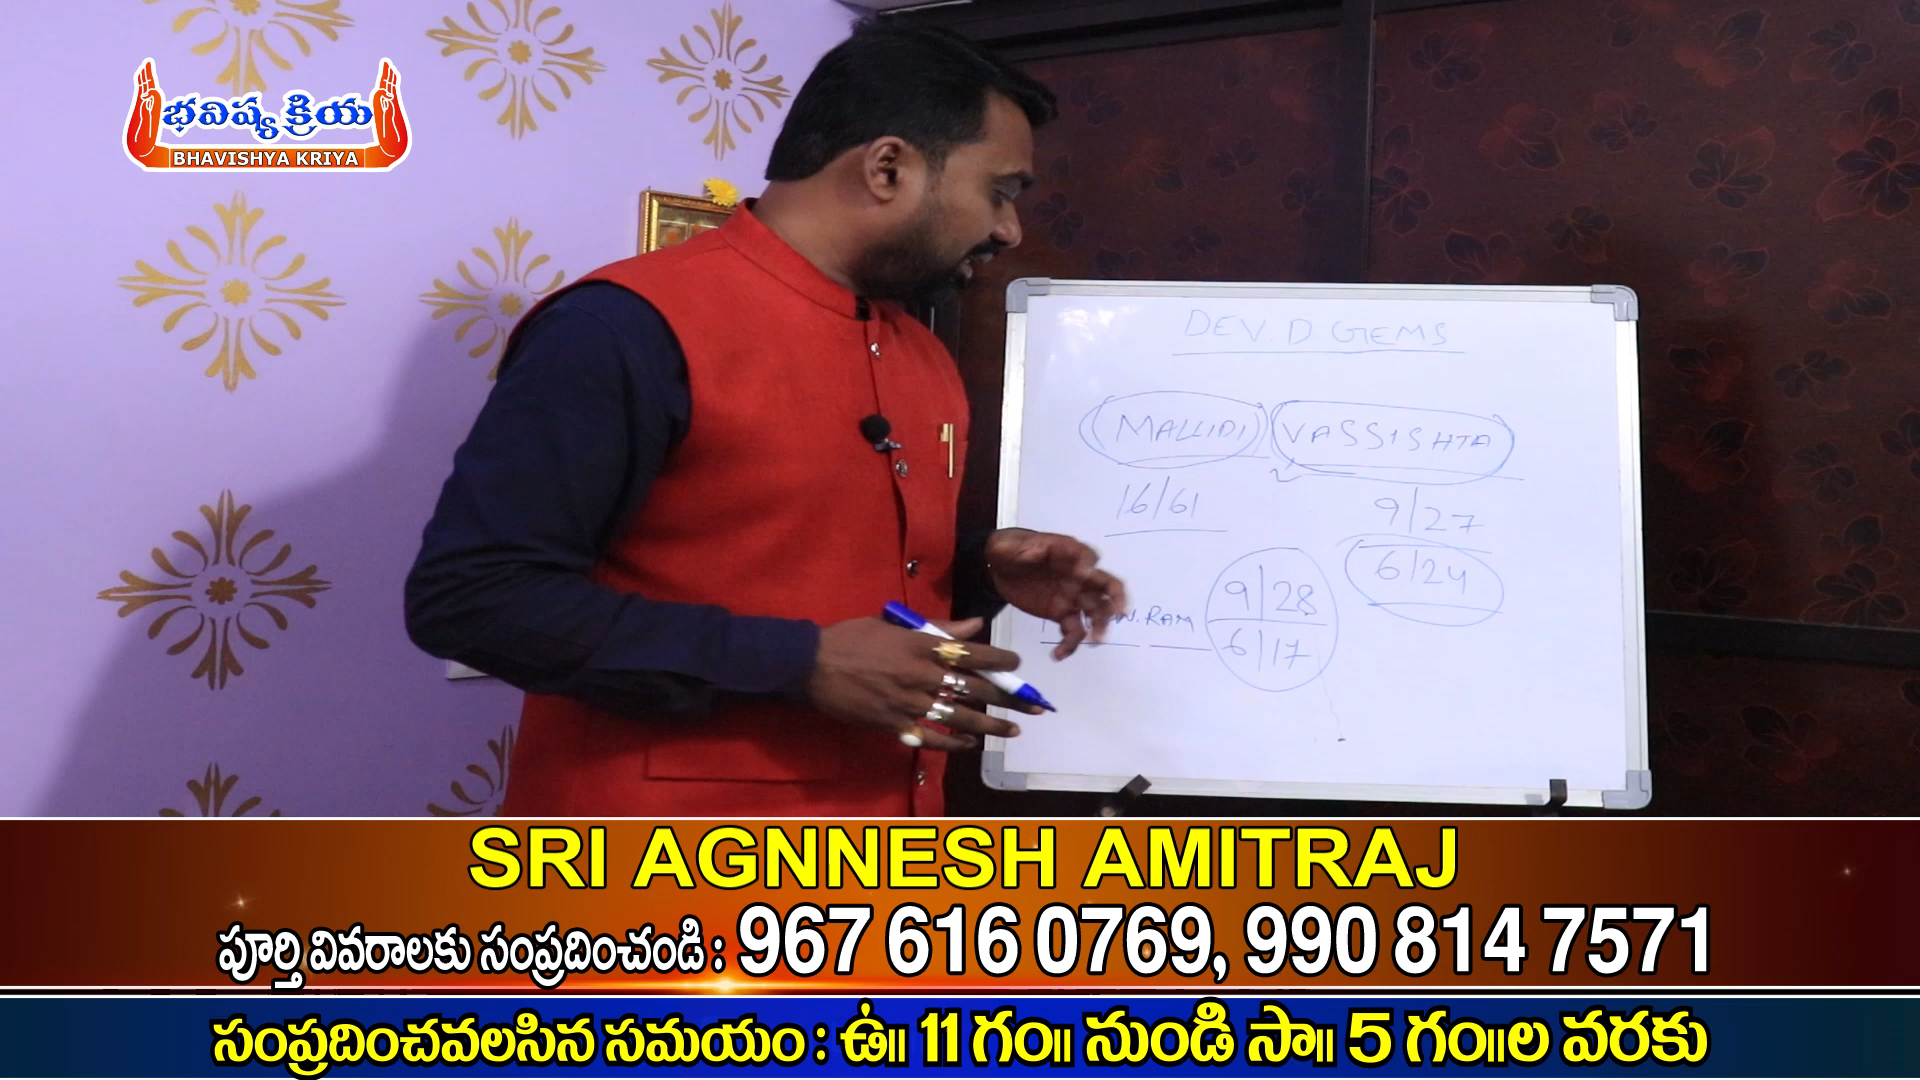 భవిష్య క్రియ
BHAVISHYA KRIYA
DEV. D GEMS
MALLIDI VASSISHTA
16/61 9/27
6/24
9/28
.RAM
6/17
SRI AGNNESH AMITRAJ
పూర్తి వివరాలకు సంప్రదించండి : 967 616 0769, 990 814 7571
సంప్రదించవలసిన సమయం : ఉ॥ 11 గం॥ నుండి సా॥ 5 గం॥ల వరకు